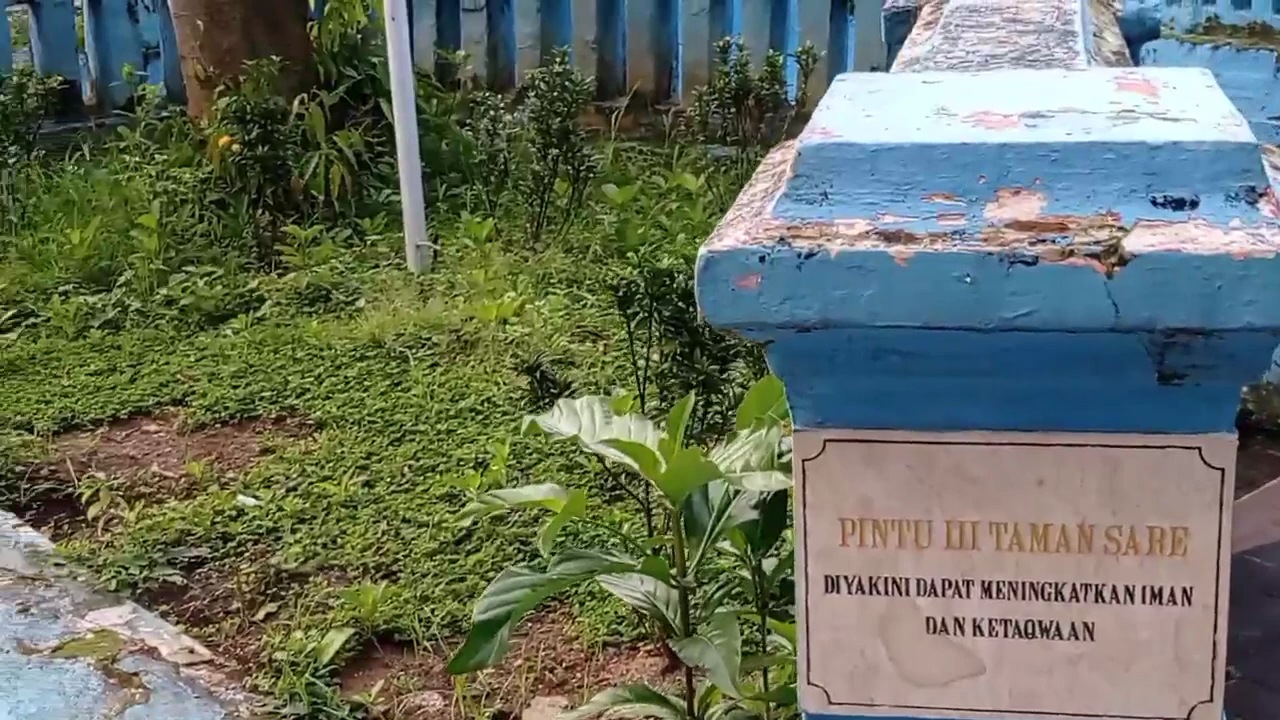 PINTU III TAMAN SARE
DIYAKINI DAPAT MENINGKATKAN IMAN
DAN KETAQWAAN